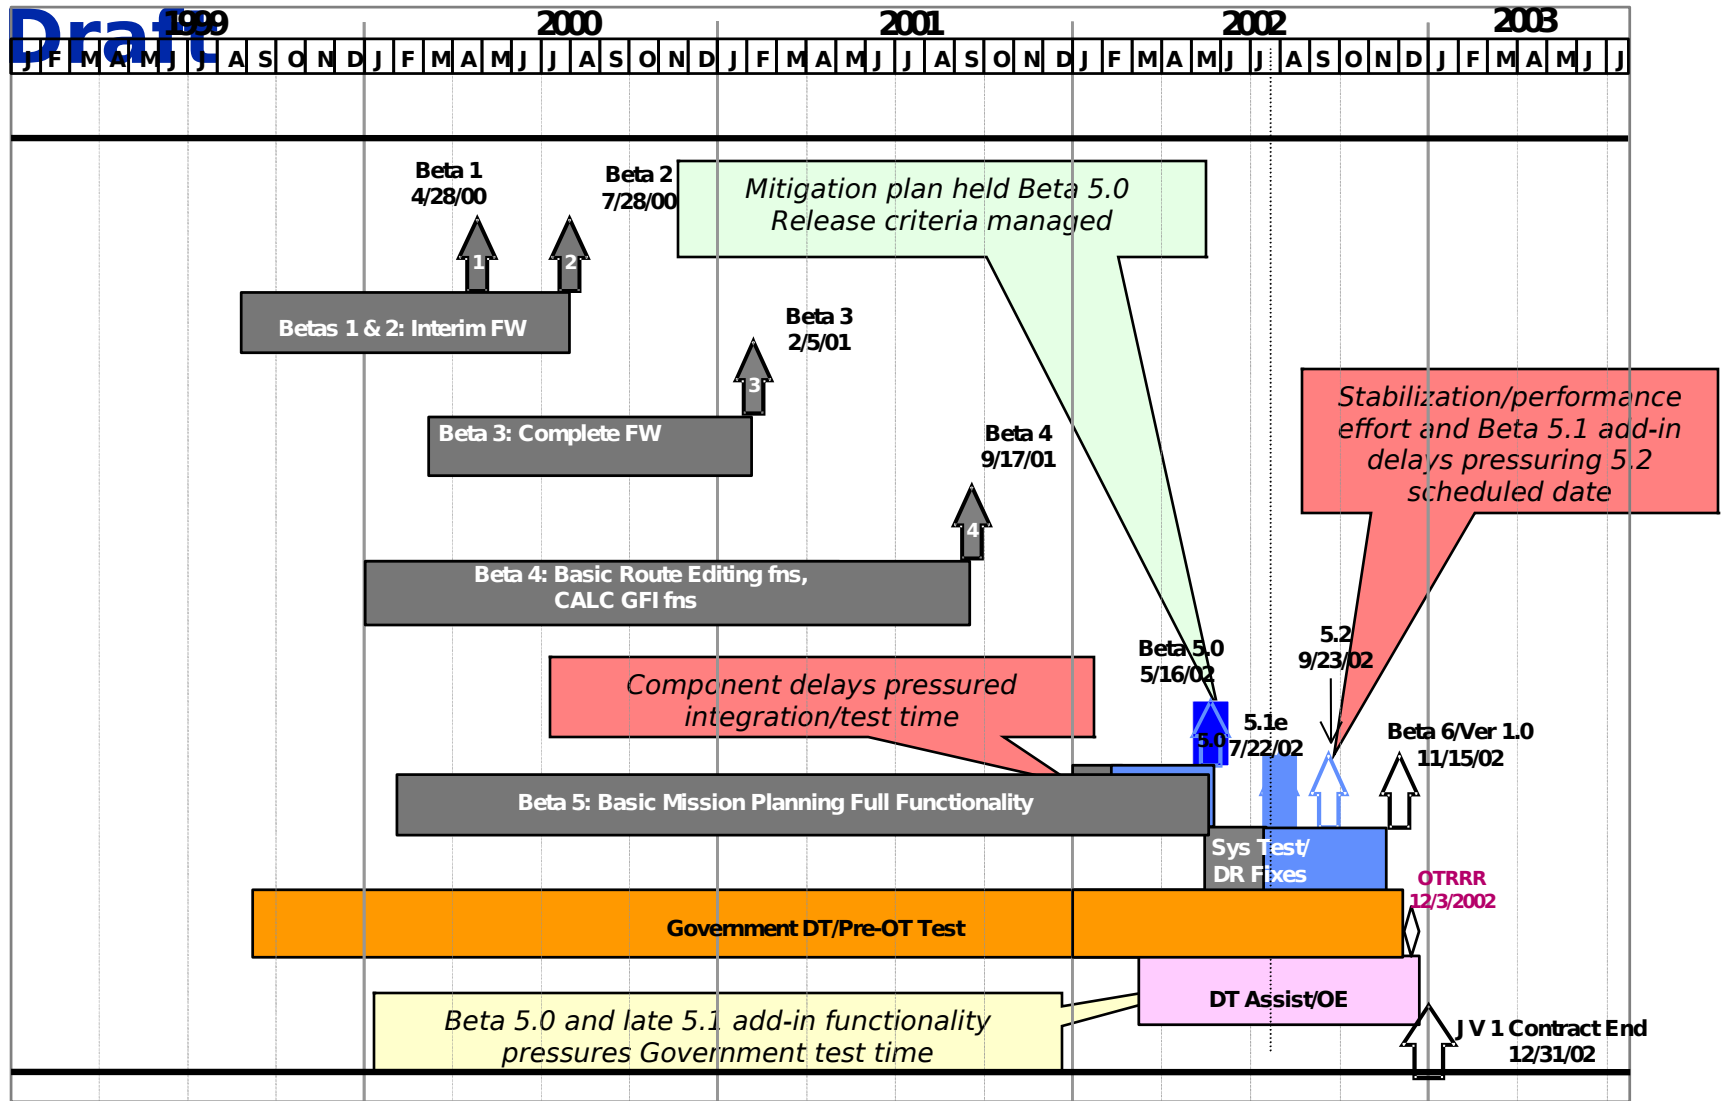 Draft
1999 2000 2001 2002 2003
J F M A M J J A S O N D J F M A M J J A S O N D J F M A M J J A S O N D J F M A M J J A S O N D J F M A M J J
Beta 1
4/28/00
Beta 2
7/28/00
Mitigation plan held Beta 5.0
Release criteria managed
1
2
Betas 1 & 2: Interim FW
Beta 3
2/5/01
3
Beta 3: Complete FW
Stabilization/performance
effort and Beta 5.1 add-in
delays pressuring 5.2
scheduled date
Beta 4
9/17/01
4
Beta 4: Basic Route Editing fns,
CALC GFI fns
Component delays pressured
integration/test time
Beta 5.0
5/16/02
5.2
9/23/02
5.0
5.1e
7/22/02
Beta 6/Ver 1.0
11/15/02
Beta 5: Basic Mission Planning Full Functionality
Sys Test/
DR Fixes
OTRRR
12/3/2002
Government DT/Pre-OT Test
DT Assist/OE
Beta 5.0 and late 5.1 add-in functionality
pressures Government test time
JV 1 Contract End
12/31/02